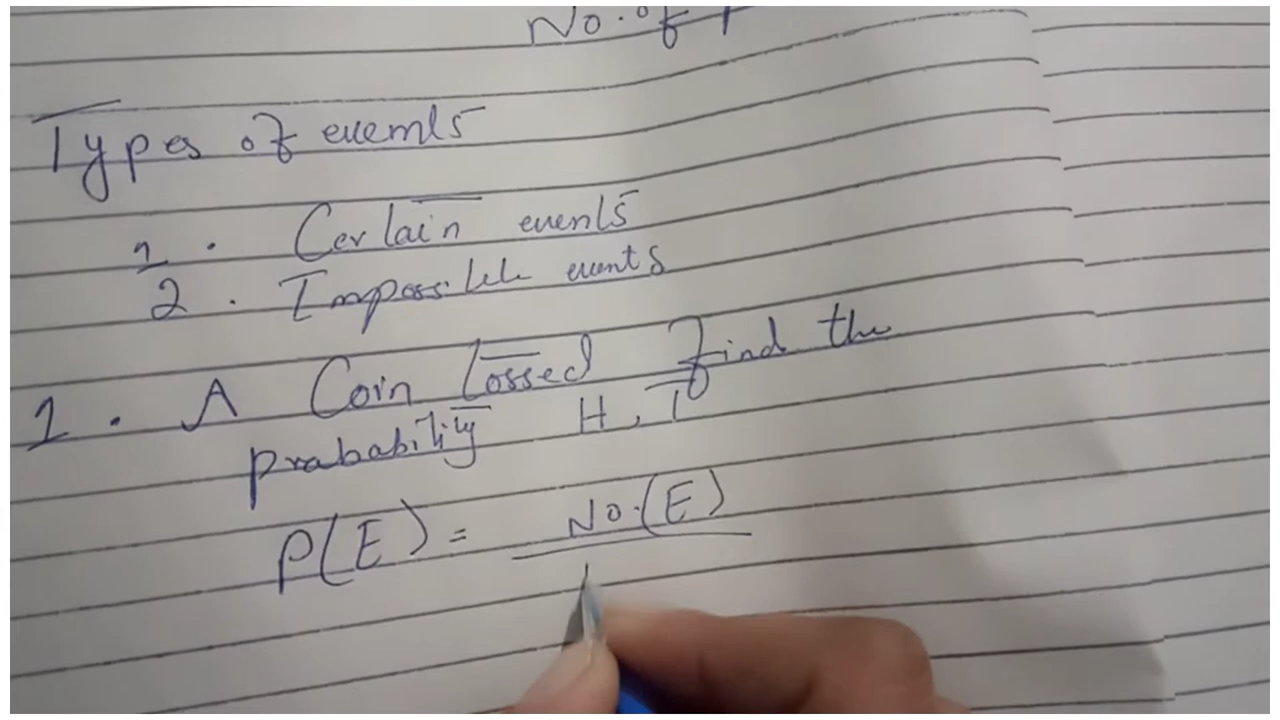 No. of
Types of events
1. Certain events
2. Impossible events
1. A Coin tossed find the
probability H, T
P(E) = No.(E)